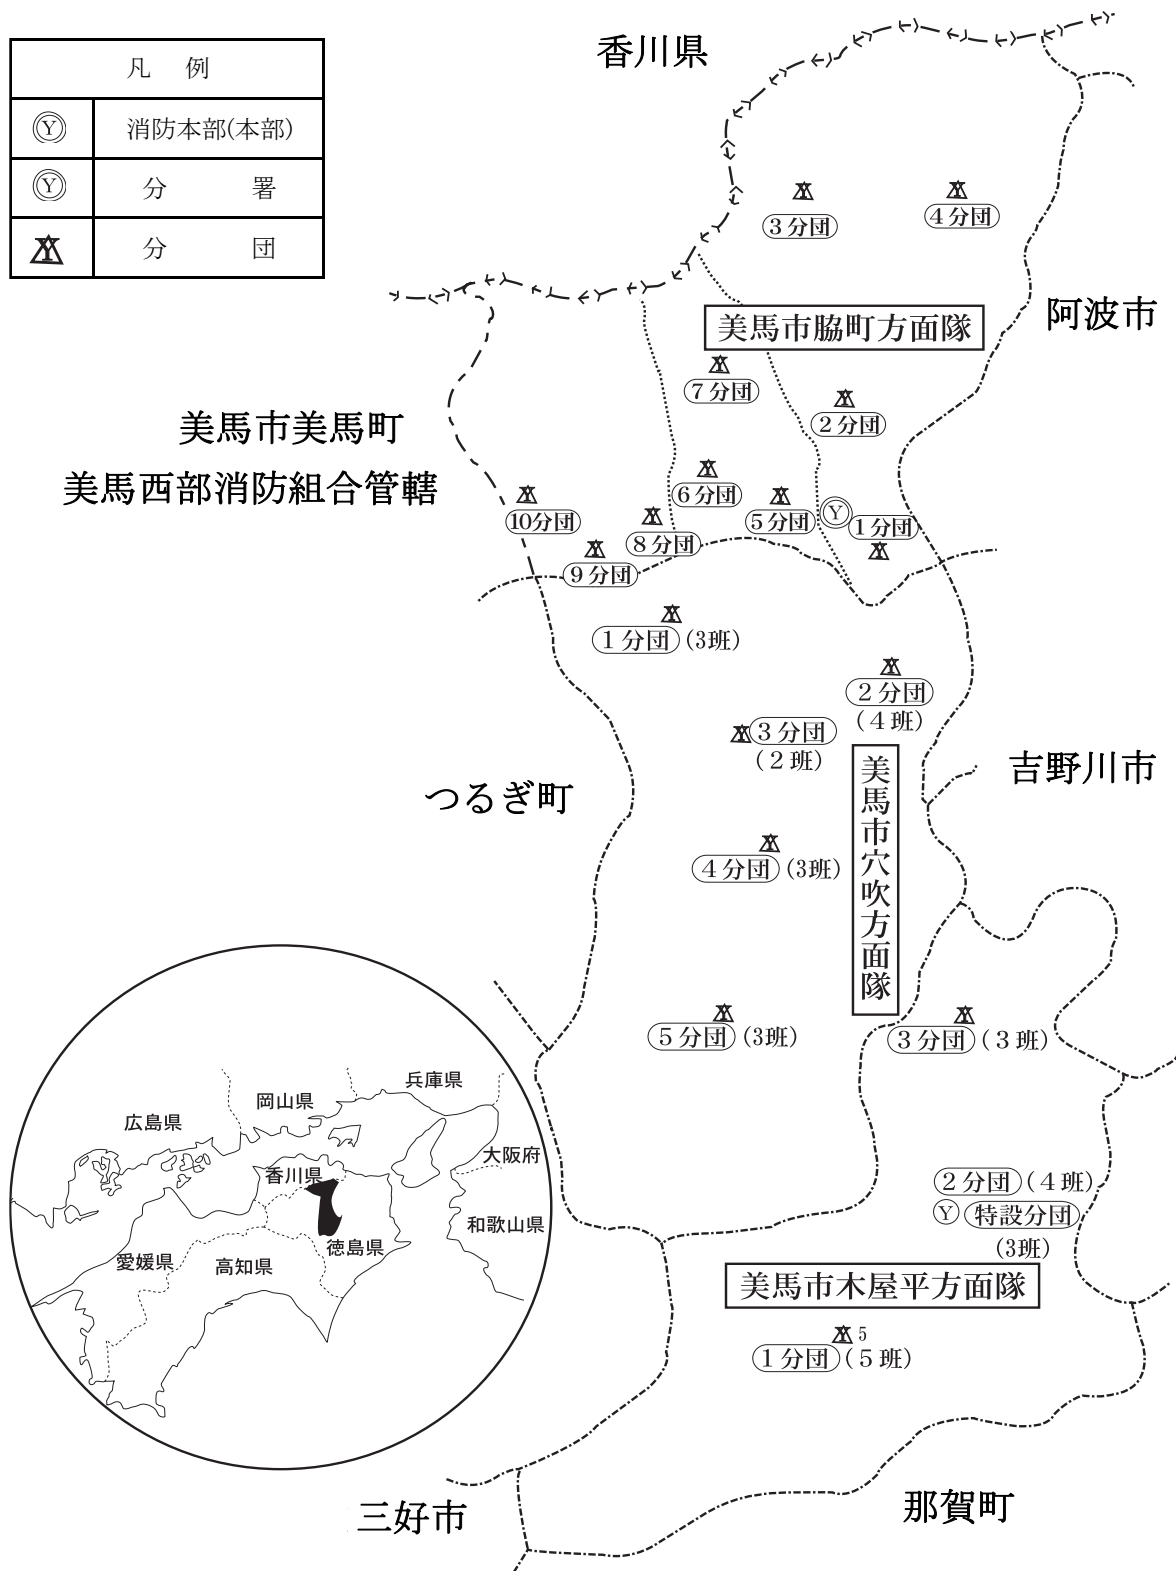 凡 例
Y 消防本部(本部)
Y 分 署
Y 分 団
香川県
3分団
4分団
美馬市脇町方面隊
阿波市
7分団
2分団
美馬市美馬町
美馬西部消防組合管轄
6分団
10分団
5分団
Y
1分団
8分団
9分団
1分団 (3班)
2分団
(4班)
3分団
(2班)
美馬市穴吹方面隊
吉野川市
つるぎ町
4分団 (3班)
5分団 (3班)
3分団 (3班)
兵庫県
岡山県
広島県
大阪府
香川県
和歌山県
徳島県
愛媛県
高知県
2分団 (4班)
Y 特設分団
(3班)
美馬市木屋平方面隊
5
1分団 (5班)
三好市
那賀町